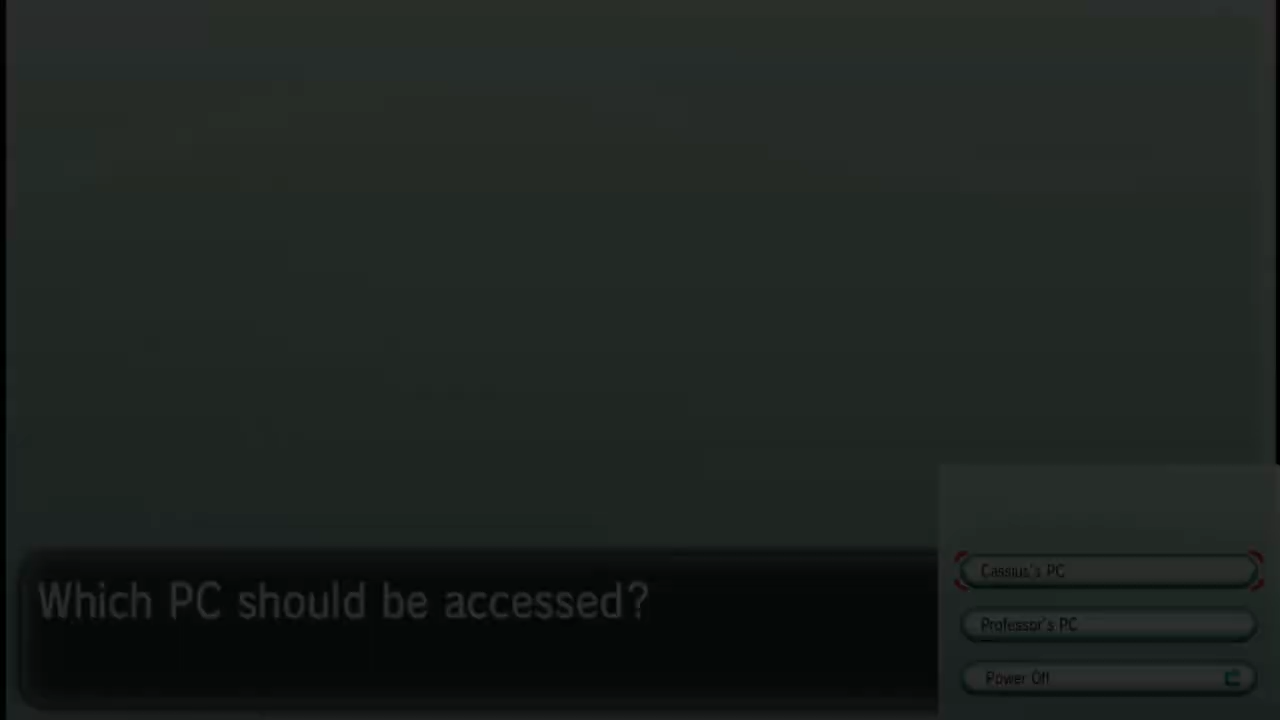 Which PC should be accessed?
Cassius's PC
Professor's PC
Power Off